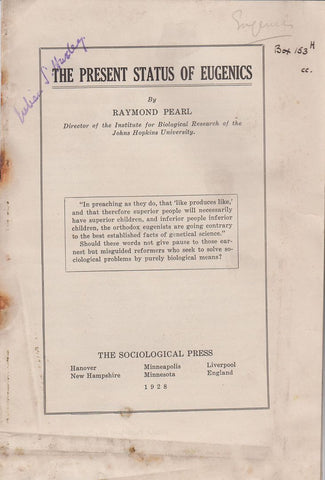 Eugenics
Box 153 H
cc.
THE PRESENT STATUS OF EUGENICS
By
RAYMOND PEARL
Director of the Institute for Biological Research of the
Johns Hopkins University.
"In preaching as they do, that 'like produces like,'
and that therefore superior people will necessarily
have superior children, and inferior people inferior
children, the orthodox eugenists are going contrary
to the best established facts of genetical science."
Should these words not give pause to those ear-
nest but misguided reformers who seek to solve so-
ciological problems by purely biological means?
THE SOCIOLOGICAL PRESS
Hanover Minneapolis Liverpool
New Hampshire Minnesota England
1928